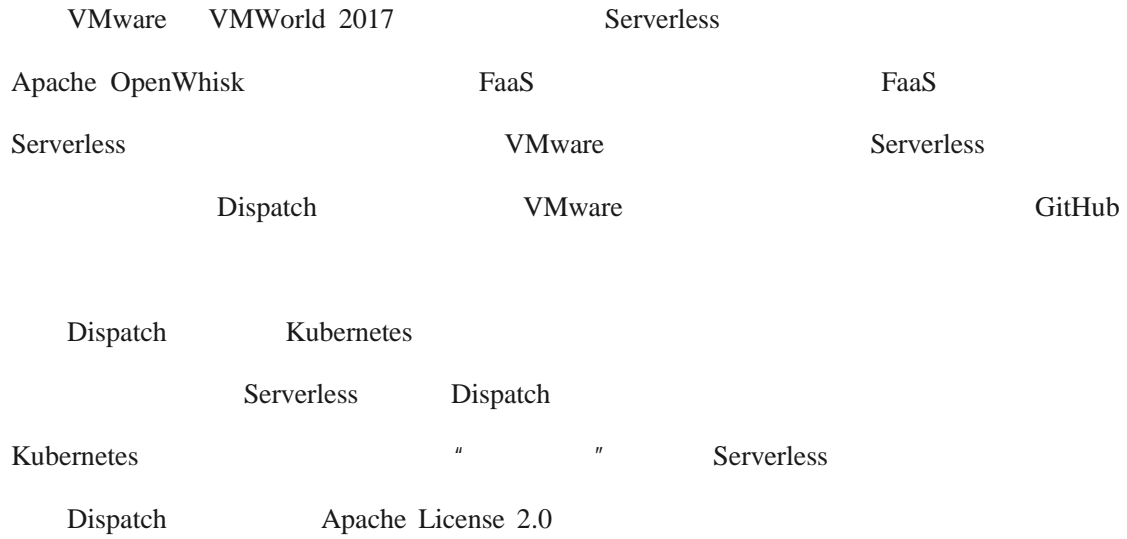 VMware VMWorld 2017 Serverless
Apache OpenWhisk FaaS FaaS
Serverless VMware Serverless
Dispatch VMware GitHub
Dispatch Kubernetes
Serverless Dispatch
Kubernetes “ ” Serverless
Dispatch Apache License 2.0